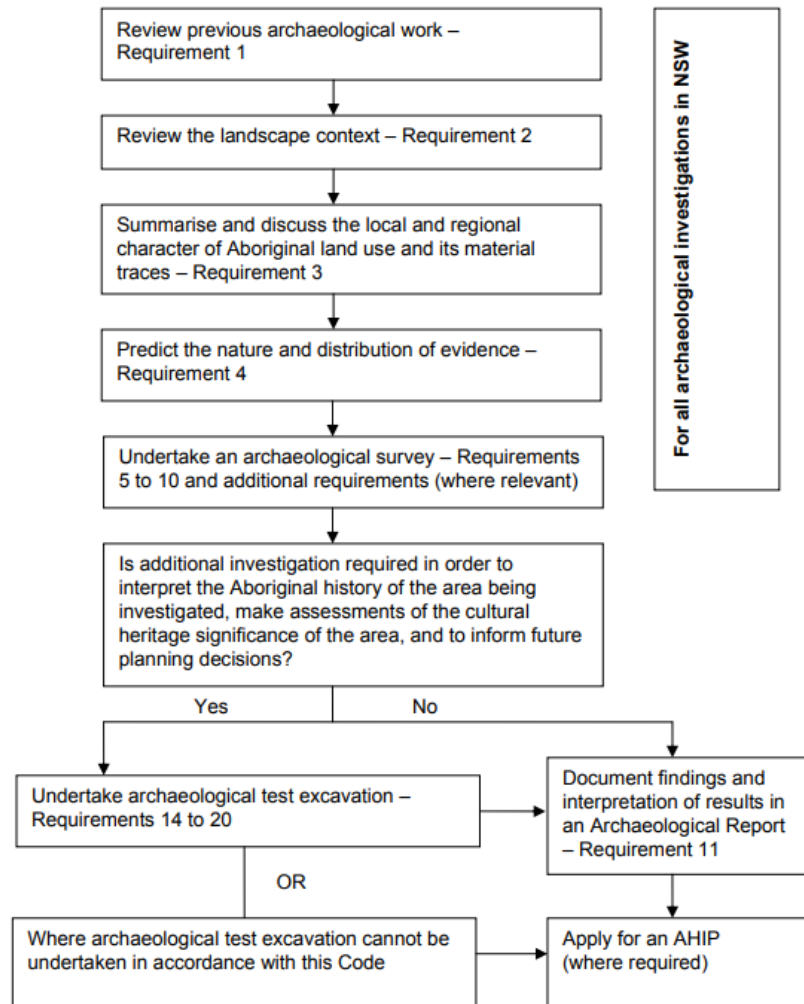 Review previous archaeological work –
Requirement 1
For all archaeological investigations in NSW
Review the landscape context – Requirement 2
Summarise and discuss the local and regional
character of Aboriginal land use and its material
traces – Requirement 3
Predict the nature and distribution of evidence –
Requirement 4
Undertake an archaeological survey – Requirements
5 to 10 and additional requirements (where relevant)
Is additional investigation required in order to
interpret the Aboriginal history of the area being
investigated, make assessments of the cultural
heritage significance of the area, and to inform future
planning decisions?
Yes
No
Undertake archaeological test excavation –
Requirements 14 to 20
Document findings and
interpretation of results in
an Archaeological Report
– Requirement 11
OR
Where archaeological test excavation cannot be
undertaken in accordance with this Code
Apply for an AHIP
(where required)